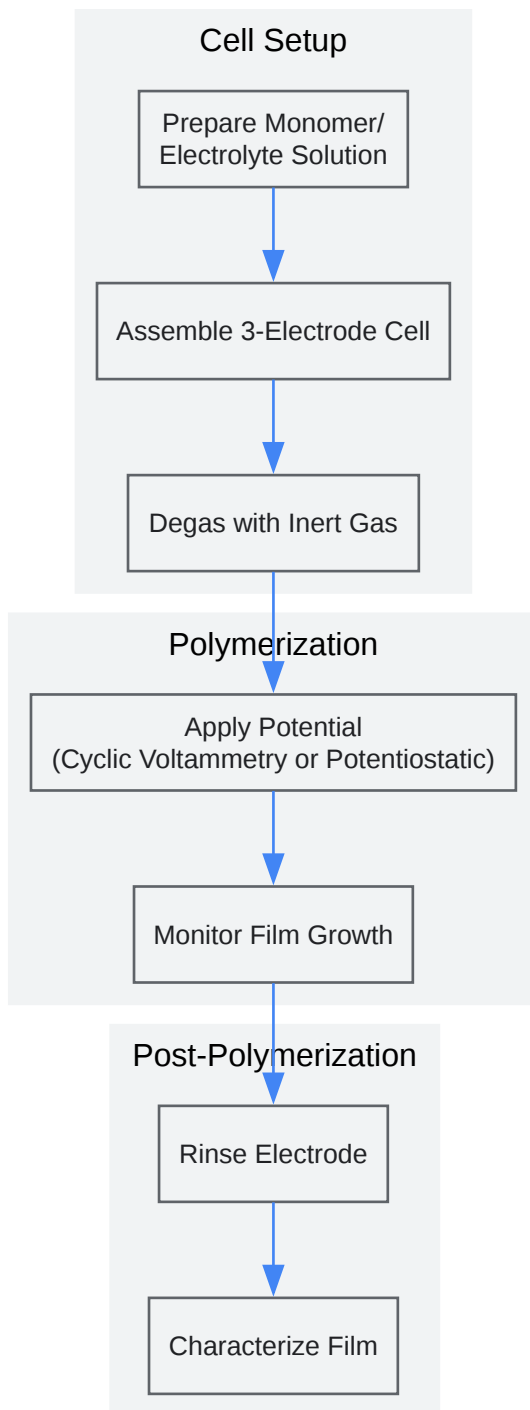 Cell Setup
Prepare Monomer/
Electrolyte Solution
Assemble 3-Electrode Cell
Degas with Inert Gas
Polymerization
Apply Potential
(Cyclic Voltammetry or Potentiostatic)
Monitor Film Growth
Post-Polymerization
Rinse Electrode
Characterize Film